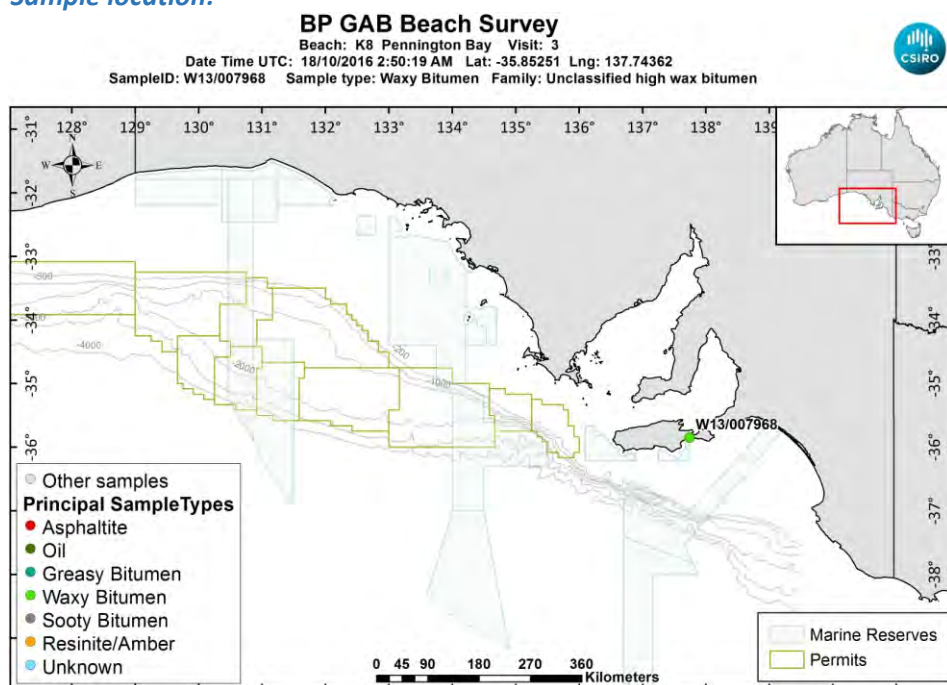 Sample location:
BP GAB Beach Survey
Beach: K8 Pennington Bay Visit: 3
Date Time UTC: 18/10/2016 2:50:19 AM Lat: -35.85251 Lng: 137.74362
SampleID: W13/007968 Sample type: Waxy Bitumen Family: Unclassified high wax bitumen
CSIRO
128° 129° 130° 131° 132° 133° 134° 135° 136° 137° 138° 139
-31°
-32°
-33°
-34°
-35°
-36°
N
W E
S
-33°
-34°
-35°
-36°
-37°
-38°
-4000
-2000
-200
-1000
W13/007968
Other samples
Principal SampleTypes
Asphaltite
Oil
Greasy Bitumen
Waxy Bitumen
Sooty Bitumen
Resinite/Amber
Unknown
0 45 90 180 270 360
Kilometers
Marine Reserves
Permits